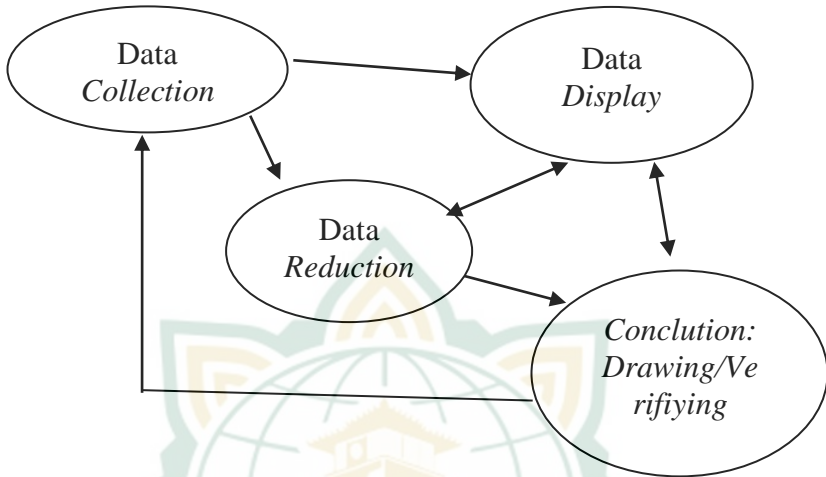 Data
Collection
Data
Display
Data
Reduction
Conclution:
Drawing/Ve
rifiying